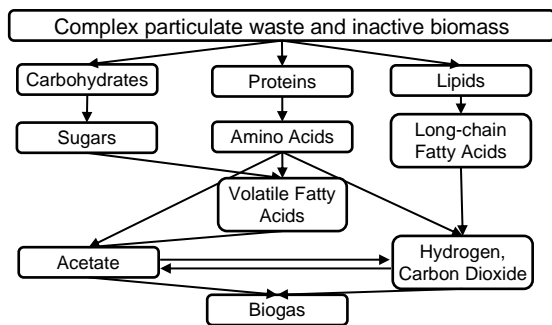 Complex particulate waste and inactive biomass
Carbohydrates
Proteins
Lipids
Sugars
Amino Acids
Long-chain
Fatty Acids
Volatile Fatty
Acids
Acetate
Hydrogen,
Carbon Dioxide
Biogas